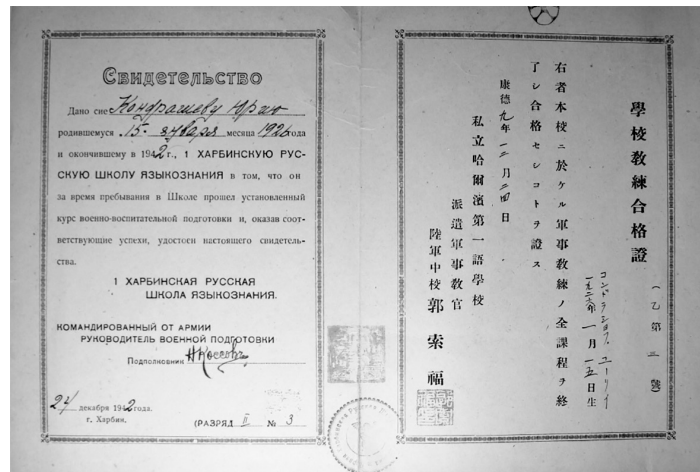 Свидетельство
Дано сие Кондрашеву Юрию
родившемуся 15- января месяца 1926 года
и окончившему в 1942 г., 1 ХАРБИНСКУЮ РУС-
СКУЮ ШКОЛУ ЯЗЫКОЗНАНИЯ в том, что он
за время пребывания в Школе прошел установленный
курс военно-воспитательной подготовки и, оказав соот-
ветствующие успехи, удостоен настоящего свидетель-
ства.
1 ХАРБИНСКАЯ РУССКАЯ
ШКОЛА ЯЗЫКОЗНАНИЯ.
КОМАНДИРОВАННЫЙ ОТ АРМИИ
РУКОВОДИТЕЛЬ ВОЕННОЙ ПОДГОТОВКИ
Подполковник
24 декабря 1942 года.
г. Харбин.
(РАЗРЯД II № 3
學校教練合格證
(乙第三號)
コンドラショフ、ユーリイ
一九二六年一月一五日生
右者本校ニ於ケル軍事教練ノ全課程ヲ終
了シ合格セシコトヲ證ス
康德九年一二月二四日
私立哈爾濱第一語學校
派遣軍事教官
陸軍中校 郭索福